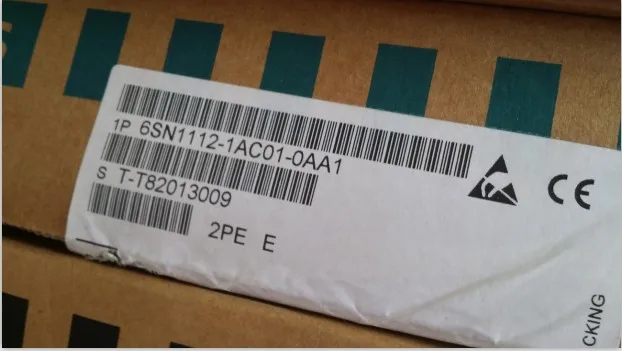 1P 6SN1112-1AC01-0AA1
S T-T82013009
2PE E
CE
CKING